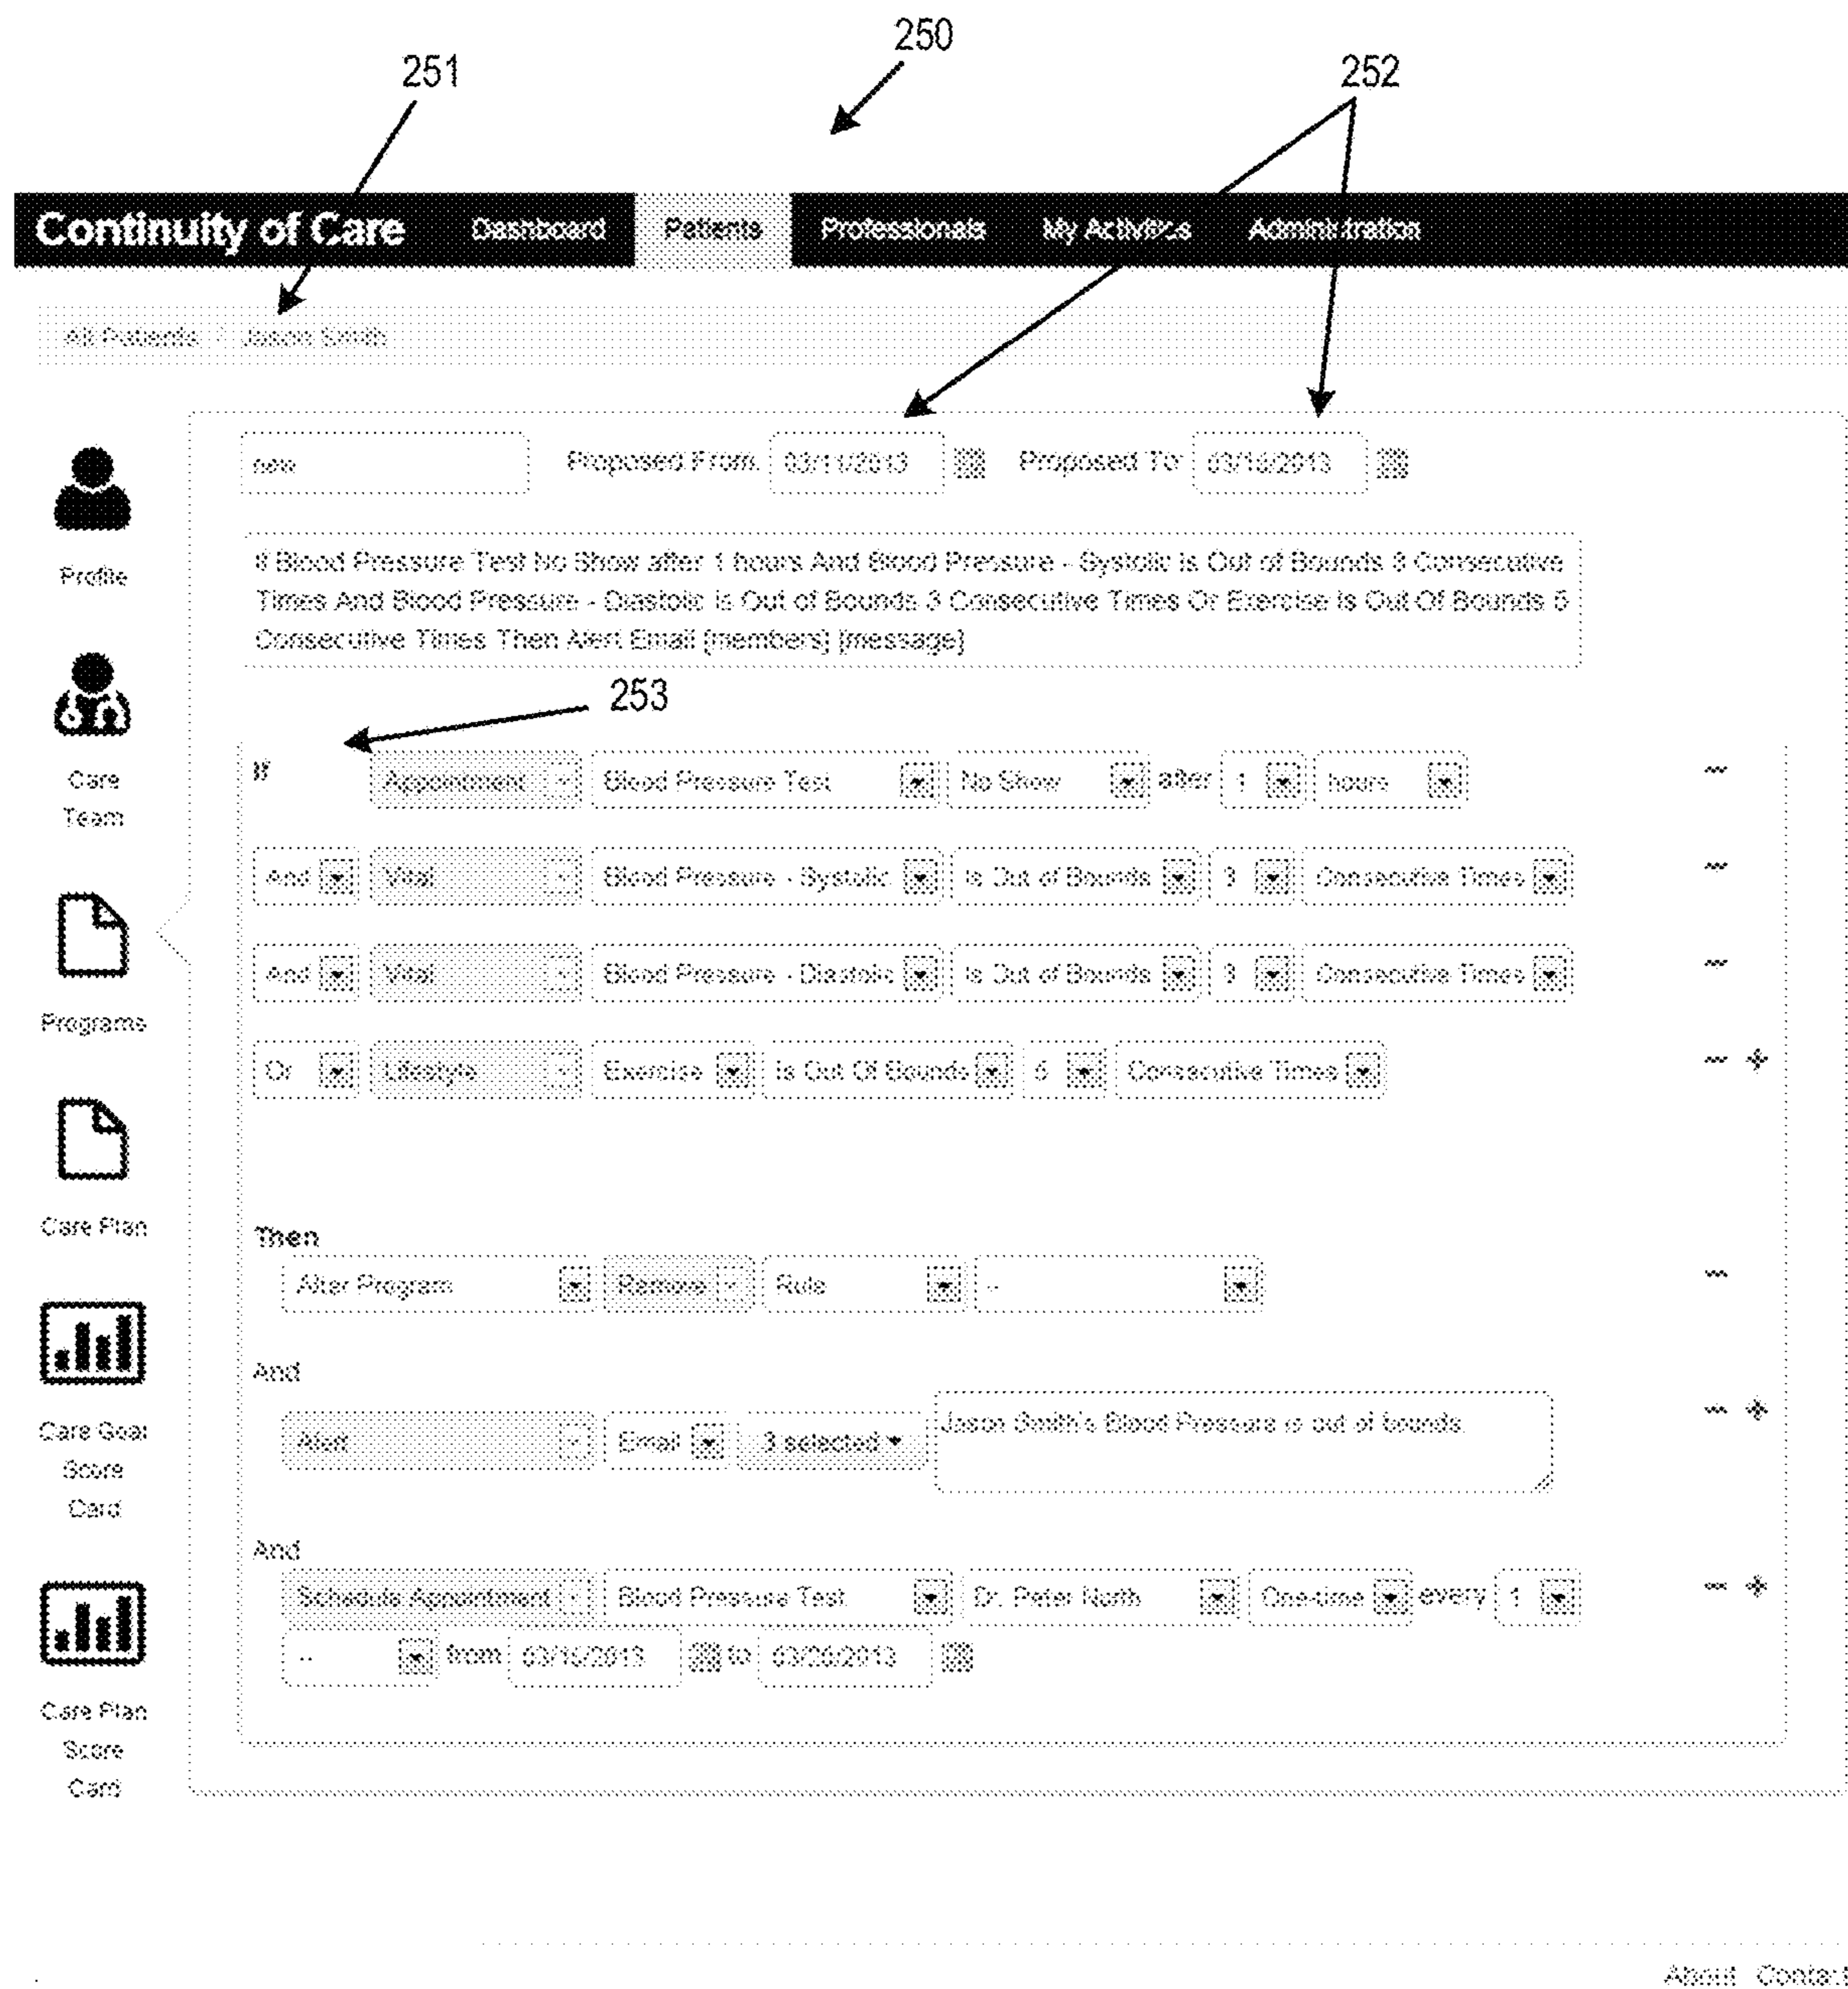 250
251
252
Continuity of Care Dashboard Patients Professionals My Activities Administration
All Patients Jason Smith
new Proposed From: 03/11/2013 Proposed To:
If Blood Pressure Test No Show after 1 hours And Blood Pressure - Systolic is Out of Bounds 3 Consecutive
Times And Blood Pressure - Diastolic is Out of Bounds 3 Consecutive Times Or Exercise Is Out Of Bounds
Consecutive Times Then Alert Email [members] [message]
253
If Appointment Blood Pressure Test No Show after 1 hours
And Vital Blood Pressure - Systolic Is Out of Bounds 3 Consecutive Times
And Vital Blood Pressure - Diastolic Is Out of Bounds 3 Consecutive Times
Or Lifestyle Exercise Is Out Of Bounds Consecutive Times
Then
Alter Program Remove Rule --
And
Alert Email 3 selected Jason Smith's Blood Pressure is out of bounds.
And
Schedule Appointment Blood Pressure Test Dr. Peter North One-time every 1
-- from to
Profile
Care
Team
Programs
Care Plan
Care Goal
Score
Card
Care Plan
Score
Card
About Contact